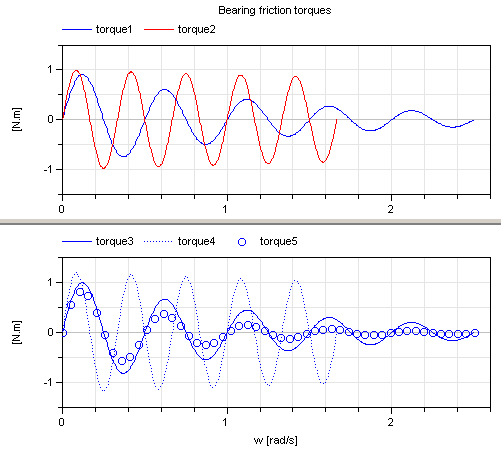 Bearing friction torques
torque1 torque2
[N.m]
1
0
-1
0 1 2
torque3 torque4 torque5
[N.m]
1
0
-1
0 1 2
w [rad/s]